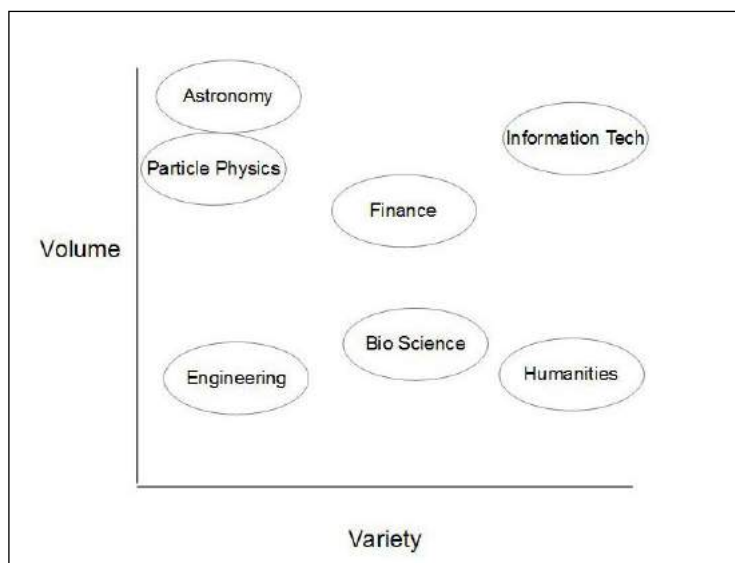 Astronomy
Information Tech
Particle Physics
Finance
Volume
Bio Science
Humanities
Engineering
Variety